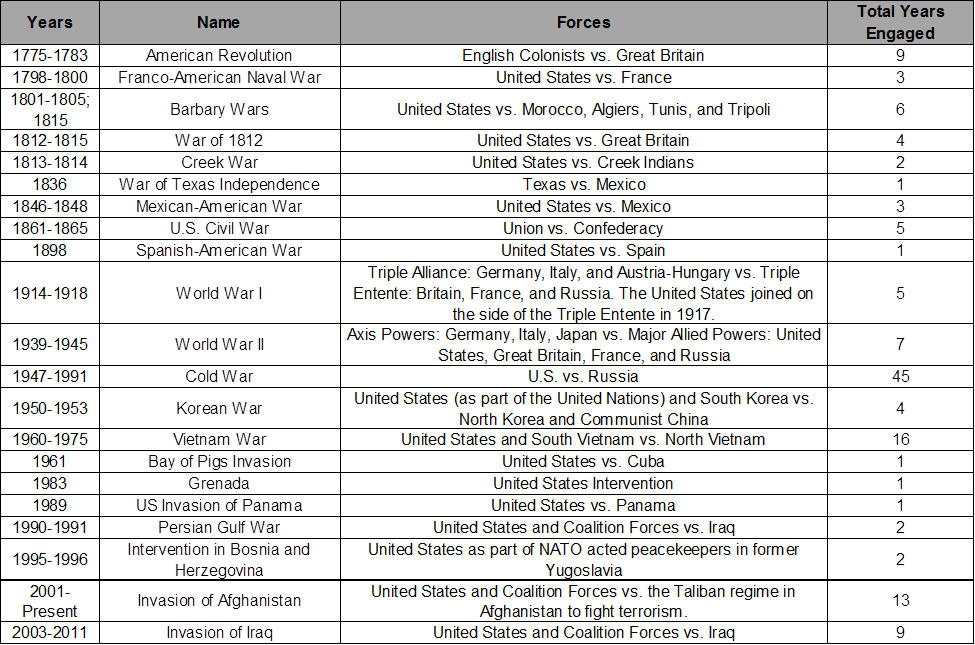 Years Name Forces Total Years Engaged
1775-1783 American Revolution English Colonists vs. Great Britain 9
1798-1800 Franco-American Naval War United States vs. France 3
1801-1805;
1815 Barbary Wars United States vs. Morocco, Algiers, Tunis, and Tripoli 6
1812-1815 War of 1812 United States vs. Great Britain 4
1813-1814 Creek War United States vs. Creek Indians 2
1836 War of Texas Independence Texas vs. Mexico 1
1846-1848 Mexican-American War United States vs. Mexico 3
1861-1865 U.S. Civil War Union vs. Confederacy 5
1898 Spanish-American War United States vs. Spain 1
1914-1918 World War I Triple Alliance: Germany, Italy, and Austria-Hungary vs. Triple
Entente: Britain, France, and Russia. The United States joined on
the side of the Triple Entente in 1917. 5
1939-1945 World War II Axis Powers: Germany, Italy, Japan vs. Major Allied Powers: United
States, Great Britain, France, and Russia 7
1947-1991 Cold War U.S. vs. Russia 45
1950-1953 Korean War United States (as part of the United Nations) and South Korea vs.
North Korea and Communist China 4
1960-1975 Vietnam War United States and South Vietnam vs. North Vietnam 16
1961 Bay of Pigs Invasion United States vs. Cuba 1
1983 Grenada United States Intervention 1
1989 US Invasion of Panama United States vs. Panama 1
1990-1991 Persian Gulf War United States and Coalition Forces vs. Iraq 2
1995-1996 Intervention in Bosnia and
Herzegovina United States as part of NATO acted peacekeepers in former
Yugoslavia 2
2001-
Present Invasion of Afghanistan United States and Coalition Forces vs. the Taliban regime in
Afghanistan to fight terrorism. 13
2003-2011 Invasion of Iraq United States and Coalition Forces vs. Iraq 9